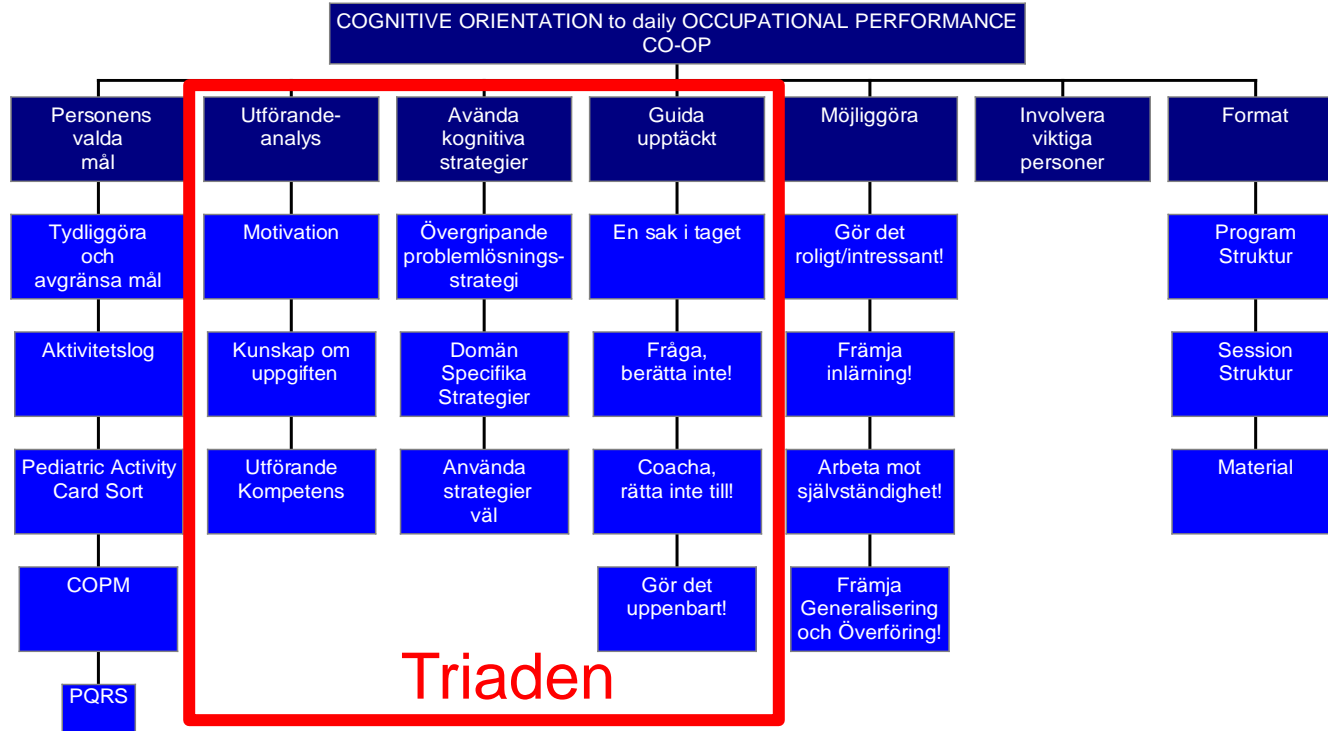 COGNITIVE ORIENTATION to daily OCCUPATIONAL PERFORMANCE
CO-OP
Personens
valda
mål
Tydliggöra
och
avgränsa mål
Aktivitetslog
Pediatric Activity
Card Sort
COPM
PQRS
Utförande-
analys
Motivation
Kunskap om
uppgiften
Utförande
Kompetens
Avända
kognitiva
strategier
Övergripande
problemlösnings-
strategi
Domän
Specifika
Strategier
Använda
strategier
väl
Guida
upptäckt
En sak i taget
Fråga,
berätta inte!
Coacha,
rätta inte till!
Gör det
uppenbart!
Triaden
Möjliggöra
Gör det
roligt/intressant!
Främja
inlärning!
Arbeta mot
självständighet!
Främja
Generalisering
och Överföring!
Involvera
viktiga
personer
Format
Program
Struktur
Session
Struktur
Material